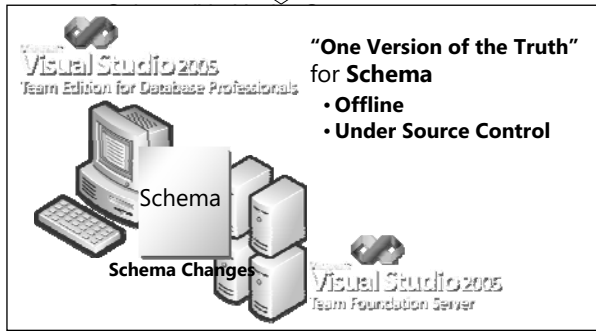 Visual Studio 2005
Team Edition for Database Professionals
“One Version of the Truth”
for Schema
• Offline
• Under Source Control
Schema
Schema Changes
Visual Studio 2005
Team Foundation Server